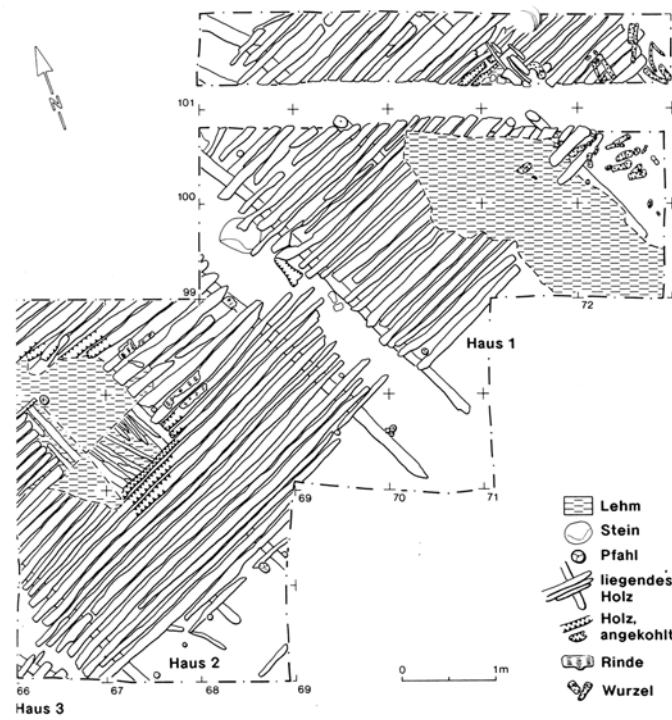 N
101
100
99
72
Haus 1
69
70
71
Lehm
Stein
Pfahl
liegendes
Holz
Holz,
angekohlt
Rinde
Wurzel
0
1m
Haus 2
66
67
68
69
Haus 3